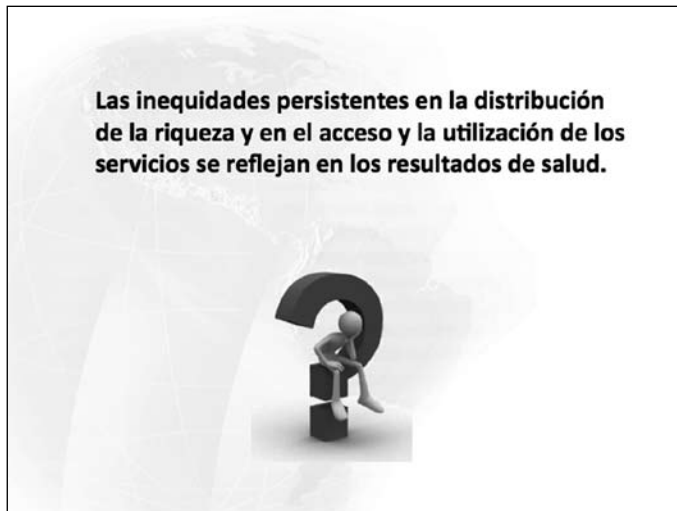 Las inequidades persistentes en la distribución
de la riqueza y en el acceso y la utilización de los
servicios se reflejan en los resultados de salud.